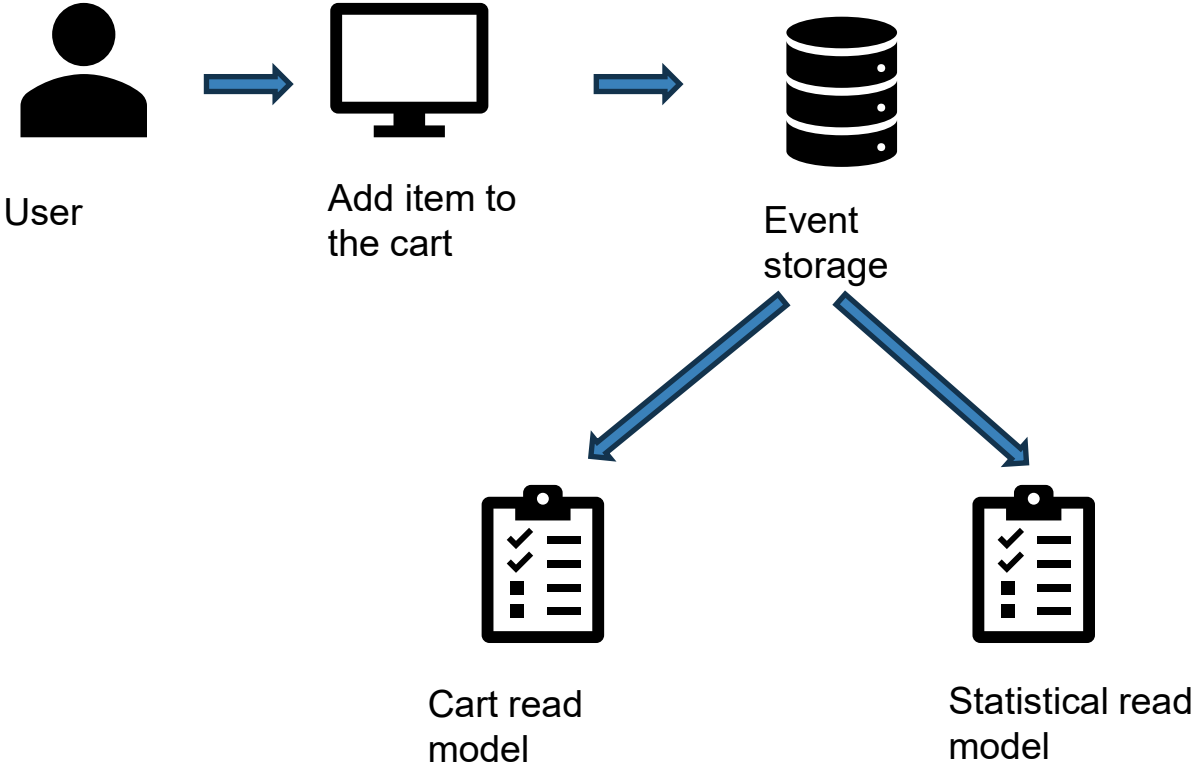 User
Add item to
the cart
Event
storage
Cart read
model
Statistical read
model